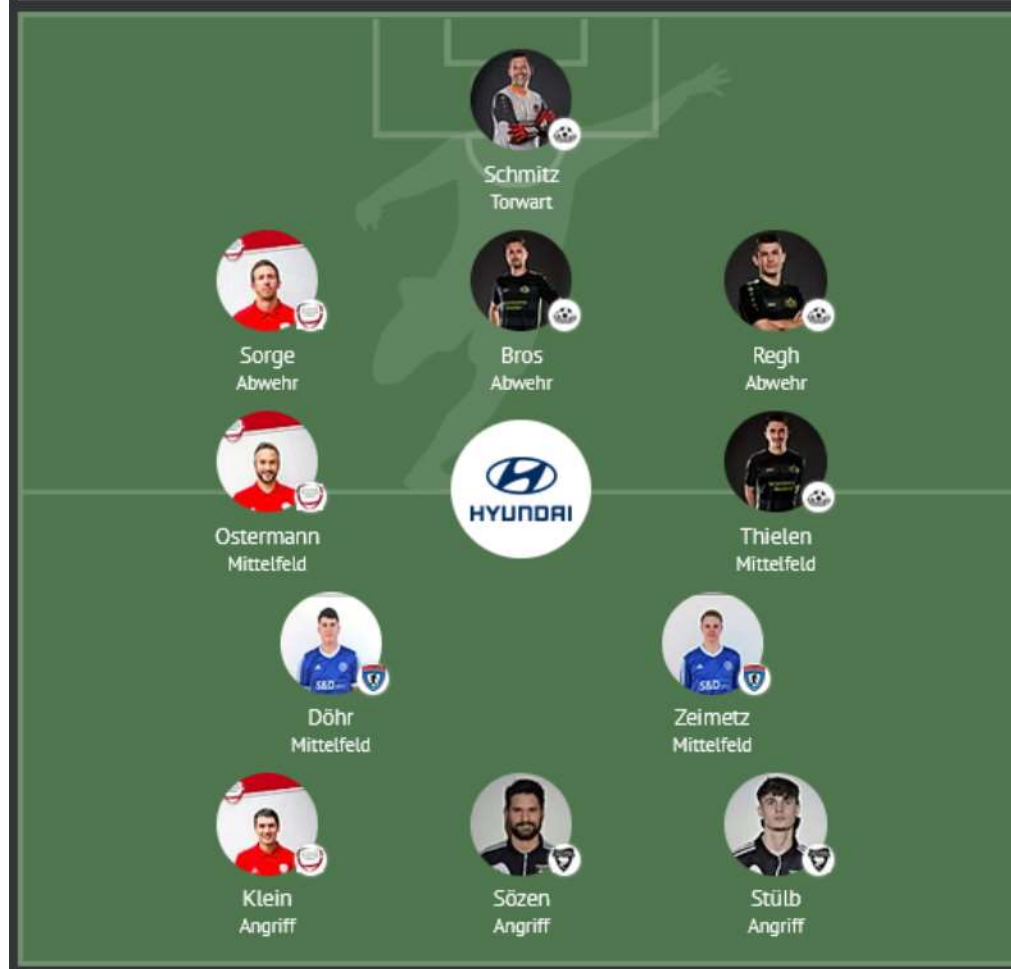 Schmitz
Torwart
Sorge
Abwehr
Bros
Abwehr
Regh
Abwehr
Ostermann
Mittelfeld
HYUNDAI
Thielen
Mittelfeld
S&D
Döhr
Mittelfeld
S&D
Zeimetz
Mittelfeld
Klein
Angriff
Sözen
Angriff
Stülb
Angriff